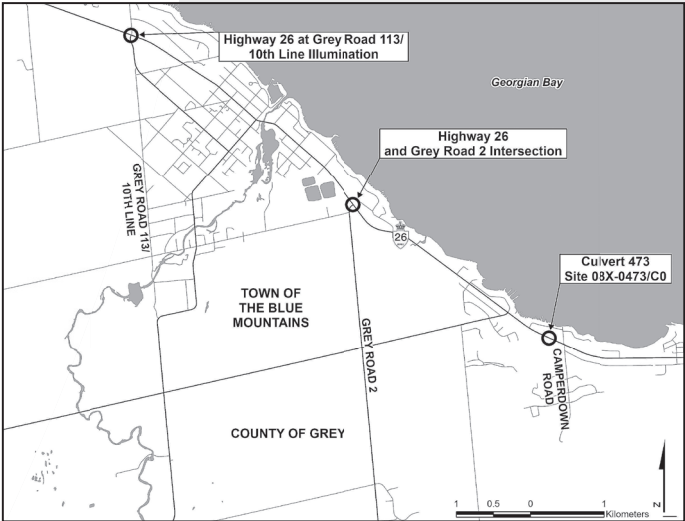 Highway 26 at Grey Road 113/
10th Line Illumination
Georgian Bay
Highway 26
and Grey Road 2 Intersection
GREY ROAD 113/
10TH LINE
26
Culvert 473
Site 08X-0473/C0
TOWN OF
THE BLUE
MOUNTAINS
GREY ROAD 2
CAMPERDOWN
ROAD
COUNTY OF GREY
N
1 0.5 0 1
Kilometers